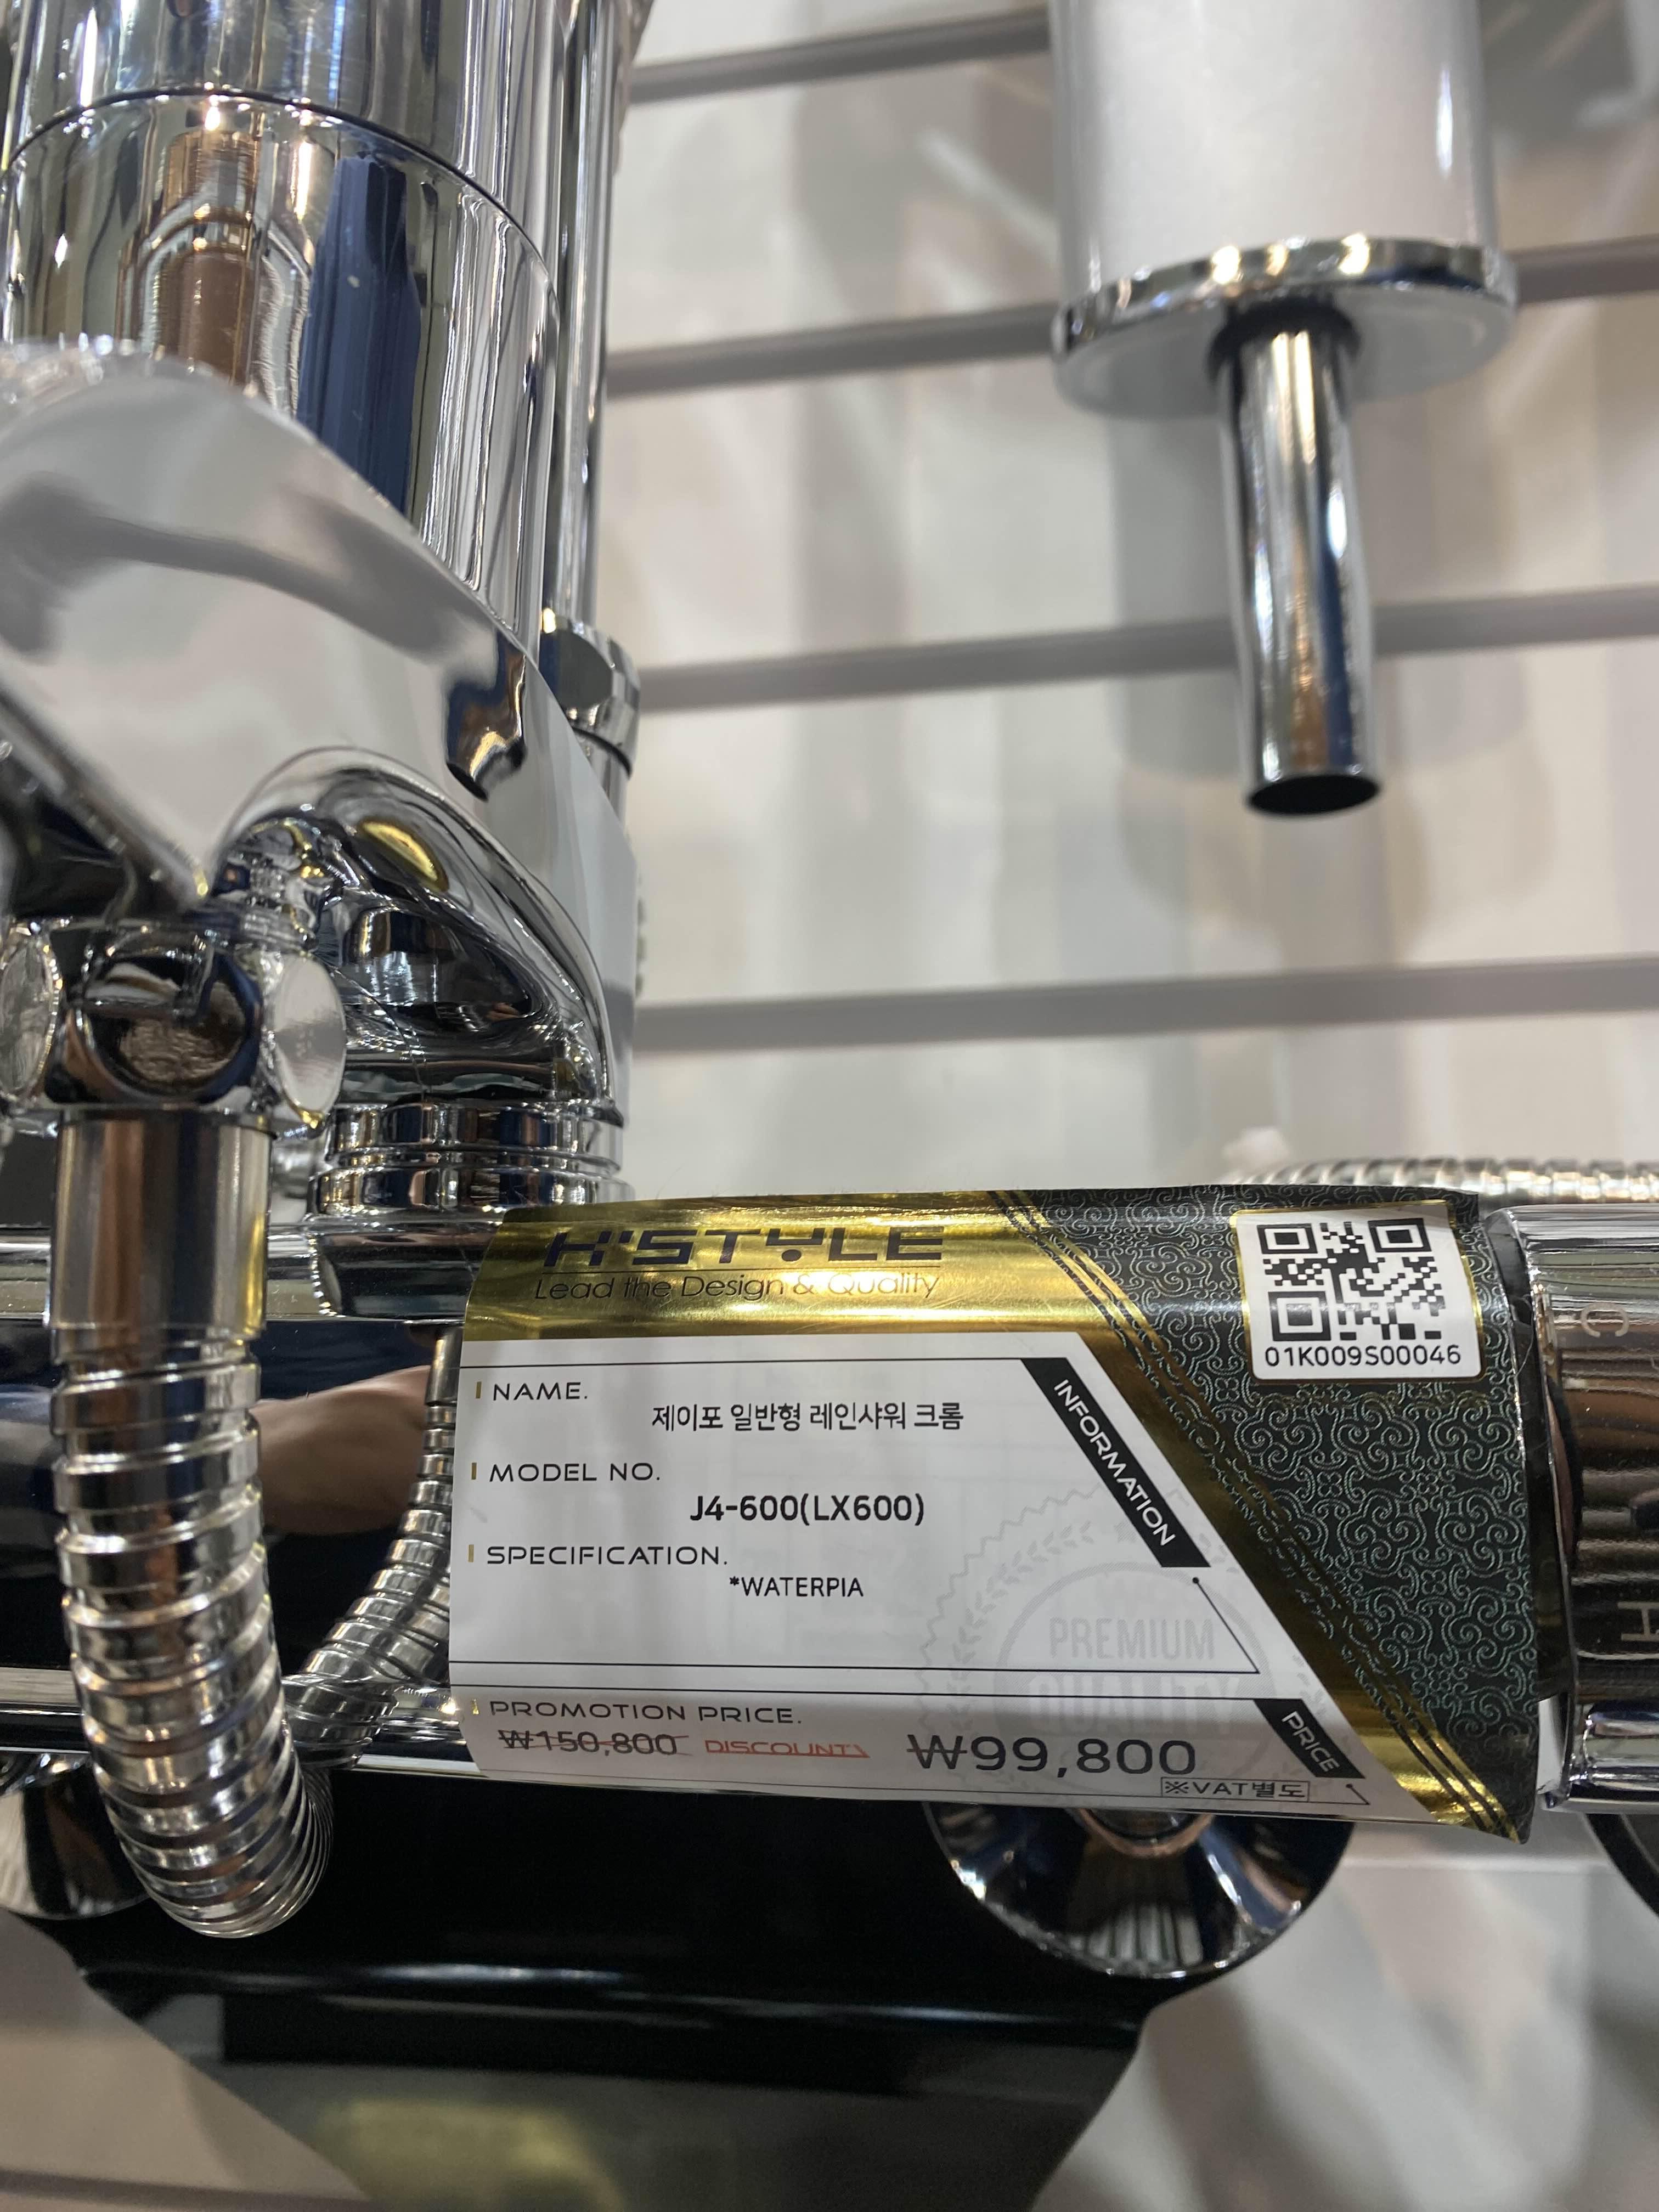 H'STYLE
Lead the Design & Quality
01K009S00046
INFORMATION
NAME.
제이포 일반형 레인샤워 크롬
MODEL NO.
J4-600(LX600)
SPECIFICATION.
*WATERPIA
PREMIUM
QUALITY
PROMOTION PRICE.
₩150,800 DISCOUNT ₩99,800
PRICE
※VAT별도
C
H